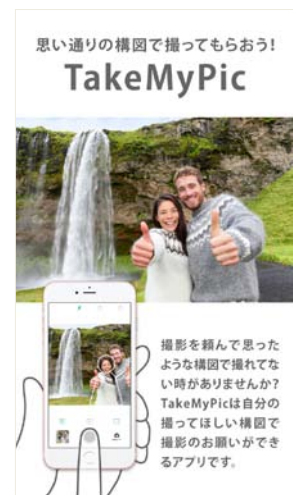 思い通りの構図で撮ってもらおう!
TakeMyPic
撮影を頼んで思った
ような構図で撮れてな
い時がありませんか?
TakeMyPicは自分の
撮ってほしい構図で
撮影のお願いができ
るアプリです。